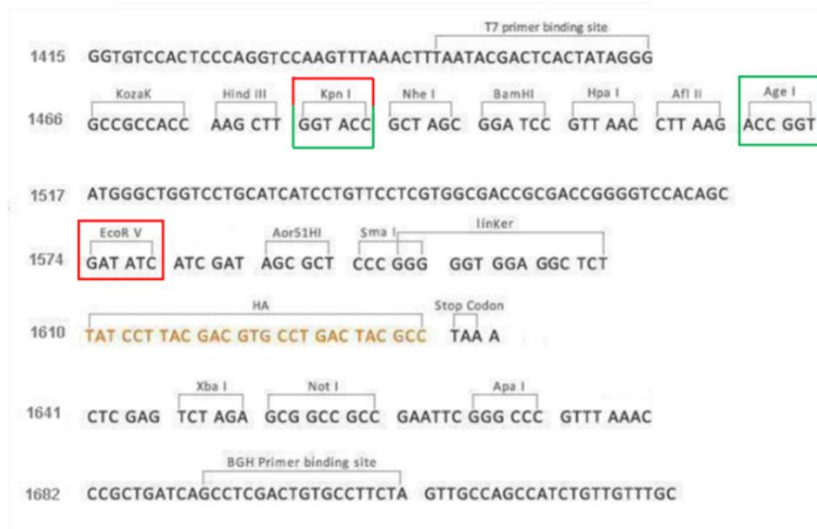 T7 primer binding site
1415 GGTGTCCACTCCCAGGTCCAAGTTTAAACTTTAATACGACTCACTATAGGG
KozaK Hind III Kpn I Nhe I BamHI Hpa I Afl II Age I
1466 GCCGCCACC AAG CTT GGT ACC GCT AGC GGA TCC GTT AAC CTT AAG ACC GGT
1517 ATGGGCTGGTCCTGCATCATCCTGTTCCTCGTGGCGACCGCGACCGGGGTCCACAGC
EcoR V Aor51HI Sma I linKer
1574 GAT ATC ATC GAT AGC GCT CCC GGG GGT GGA GGC TCT
HA Stop Codon
1610 TAT CCT TAC GAC GTG CCT GAC TAC GCC TAA A
Xba I Not I Apa I
1641 CTC GAG TCT AGA GCG GCC GCC GAATTC GGG CCC GTTT AAAC
BGH Primer binding site
1682 CCGCTGATCAGCCTCGACTGTGCCTTCTA GTTGCCAGCCATCTGTTGTTTGC